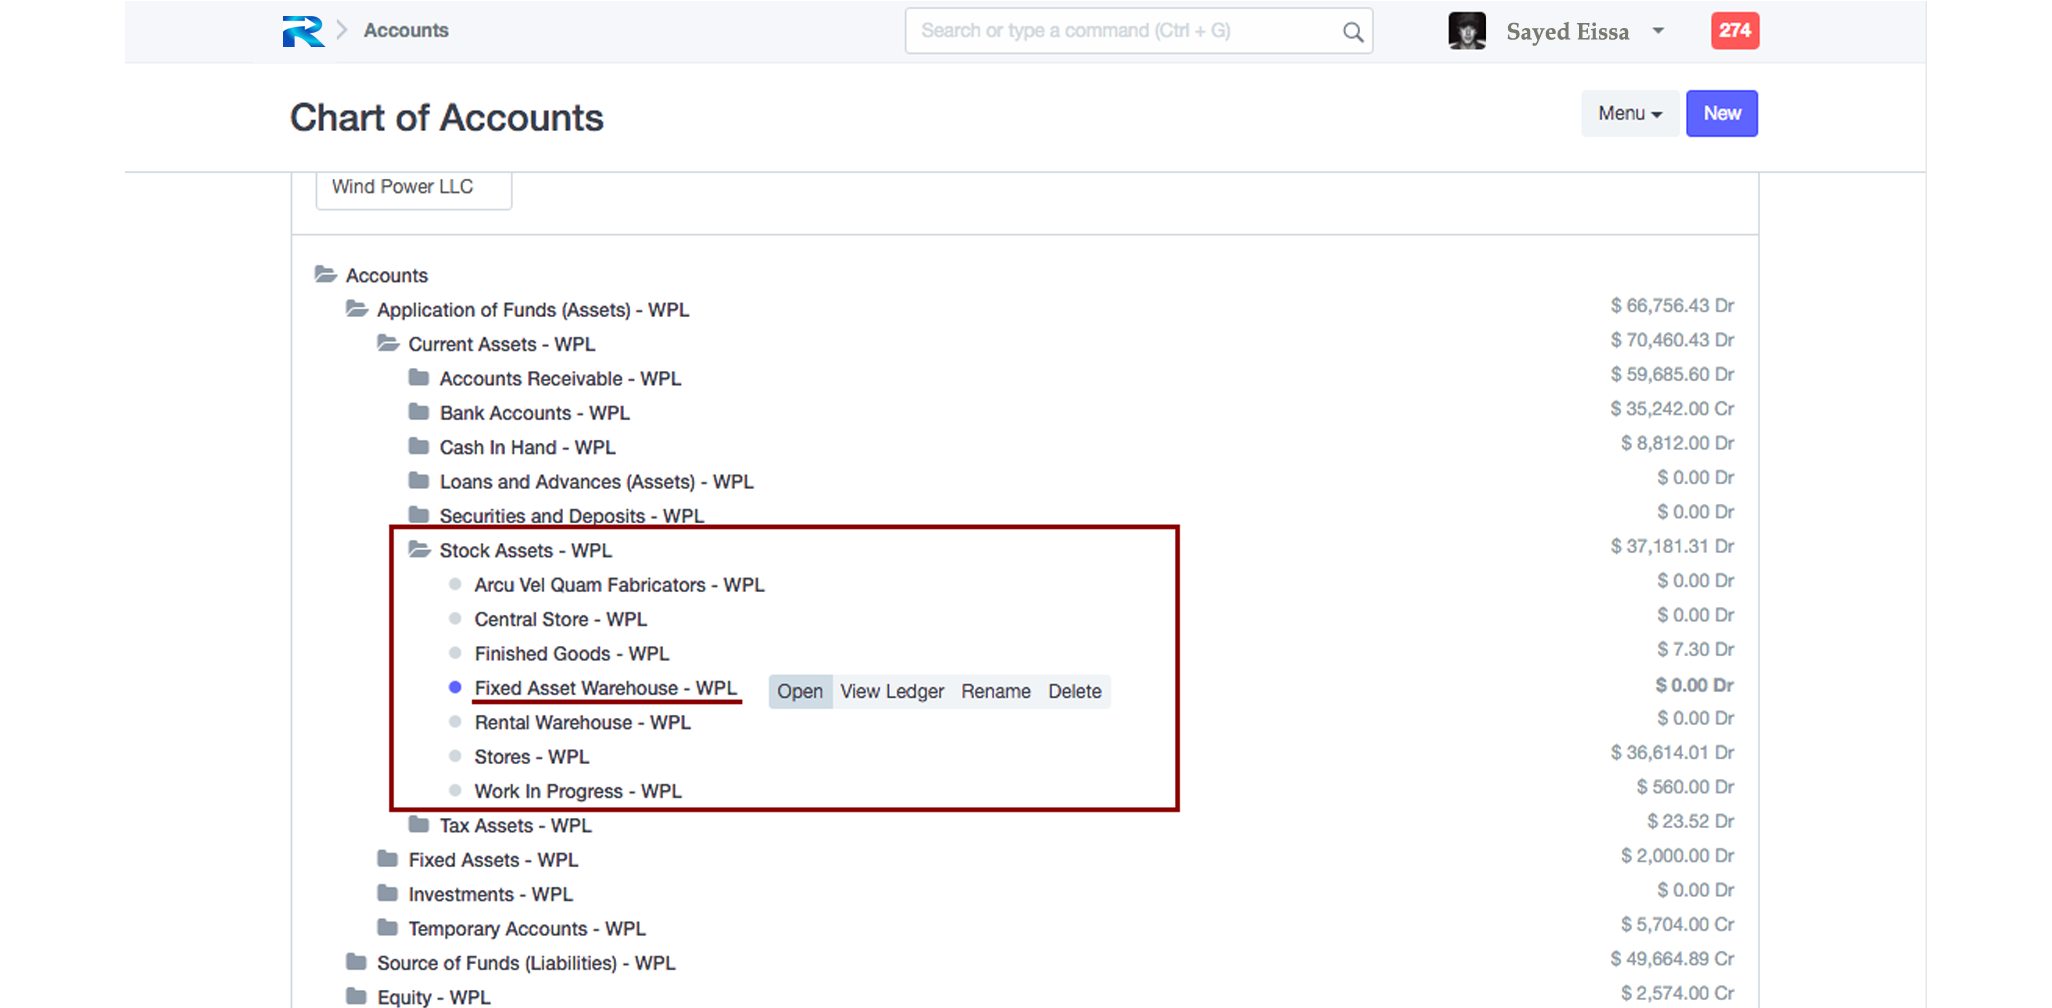 Accounts
Search or type a command (Ctrl + G)
Sayed Eissa
274
Chart of Accounts
Menu
New
Wind Power LLC
Accounts
Application of Funds (Assets) - WPL $ 66,756.43 Dr
Current Assets - WPL $ 70,460.43 Dr
Accounts Receivable - WPL $ 59,685.60 Dr
Bank Accounts - WPL $ 35,242.00 Cr
Cash In Hand - WPL $ 8,812.00 Dr
Loans and Advances (Assets) - WPL $ 0.00 Dr
Securities and Deposits - WPL $ 0.00 Dr
Stock Assets - WPL $ 37,181.31 Dr
Arcu Vel Quam Fabricators - WPL $ 0.00 Dr
Central Store - WPL $ 0.00 Dr
Finished Goods - WPL $ 7.30 Dr
Fixed Asset Warehouse - WPL Open View Ledger Rename Delete $ 0.00 Dr
Rental Warehouse - WPL $ 0.00 Dr
Stores - WPL $ 36,614.01 Dr
Work In Progress - WPL $ 560.00 Dr
Tax Assets - WPL $ 23.52 Dr
Fixed Assets - WPL $ 2,000.00 Dr
Investments - WPL $ 0.00 Dr
Temporary Accounts - WPL $ 5,704.00 Cr
Source of Funds (Liabilities) - WPL $ 49,664.89 Cr
Equity - WPL $ 2,574.00 Cr